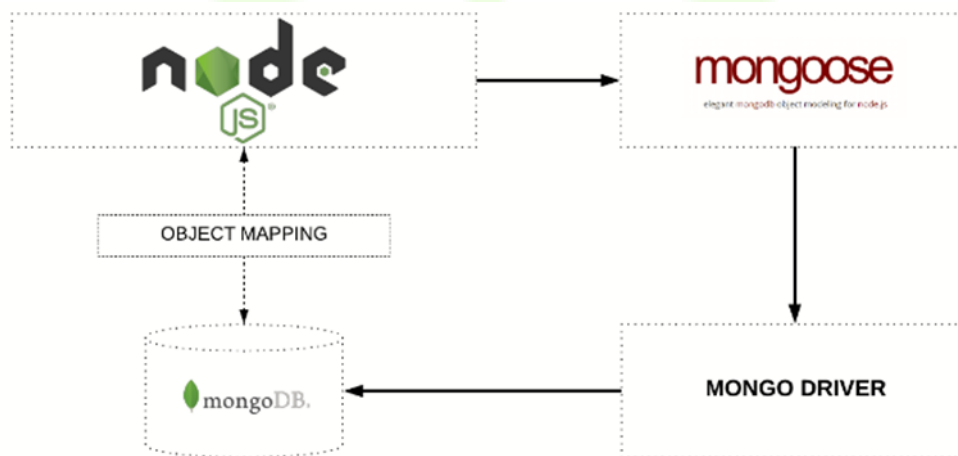 node
JS
mongoose
elegant mongodb object modeling for node.js
OBJECT MAPPING
mongoDB.
MONGO DRIVER